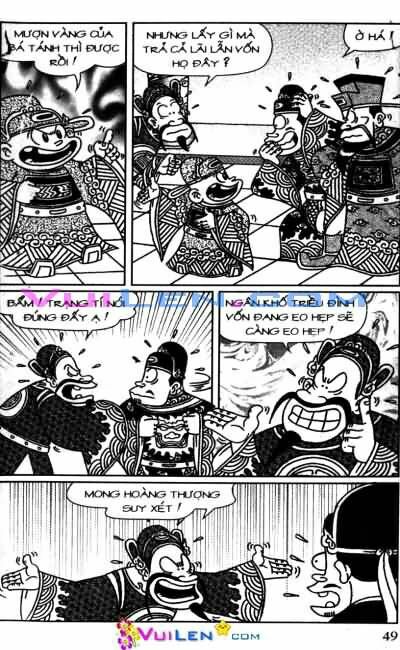 MƯỢN VÀNG CỦA
BÁ TÁNH THÌ ĐƯỢC
RỒI!
NHƯNG LẤY GÌ MÀ
TRẢ CẢ LÃI LẪN VỐN
HỌ ĐÂY?
Ờ HÁ!
BẨM! TRẠNG TÍ NÓI
ĐÚNG ĐẤY Ạ!
NGÂN KHỐ TRIỀU ĐÌNH
VỐN ĐANG EO HẸP SẼ
CÀNG EO HẸP!
VUILEN.COM
MONG HOÀNG THƯỢNG
SUY XÉT!
49
VUILEN.com